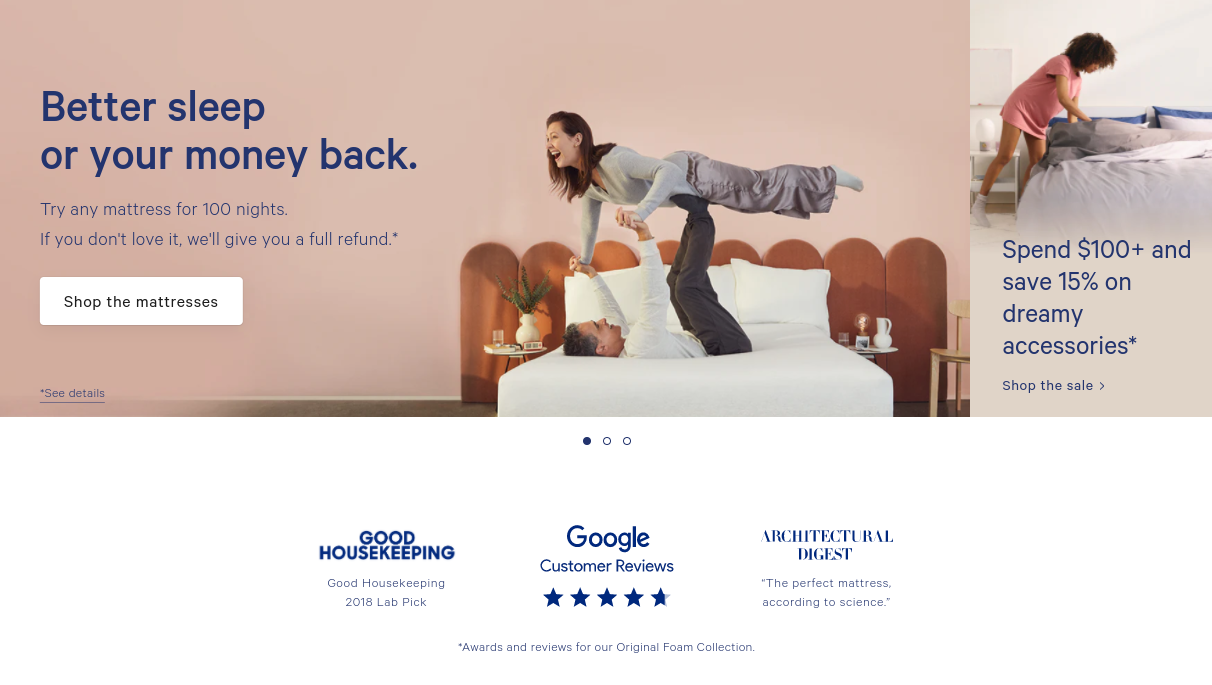 Better sleep
or your money back.
Try any mattress for 100 nights.
If you don't love it, we'll give you a full refund.*
Shop the mattresses
*See details
Spend $100+ and
save 15% on
dreamy
accessories*
Shop the sale
GOOD
HOUSEKEEPING
Good Housekeeping
2018 Lab Pick
Google
Customer Reviews
ARCHITECTURAL
DIGEST
“The perfect mattress,
according to science.”
*Awards and reviews for our Original Foam Collection.